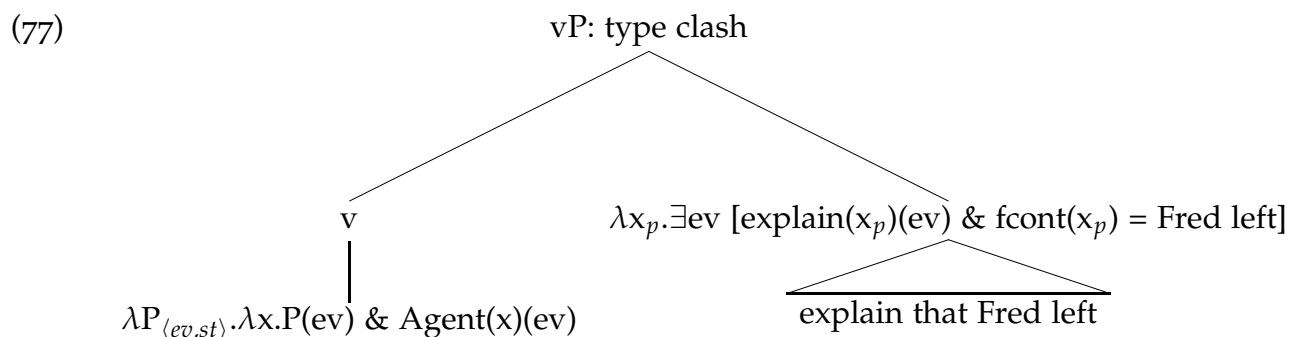 (77) vP: type clash
v λx_p.∃ev [explain(x_p)(ev) & fcont(x_p) = Fred left]
λP_⟨ev,st⟩.λx.P(ev) & Agent(x)(ev) explain that Fred left